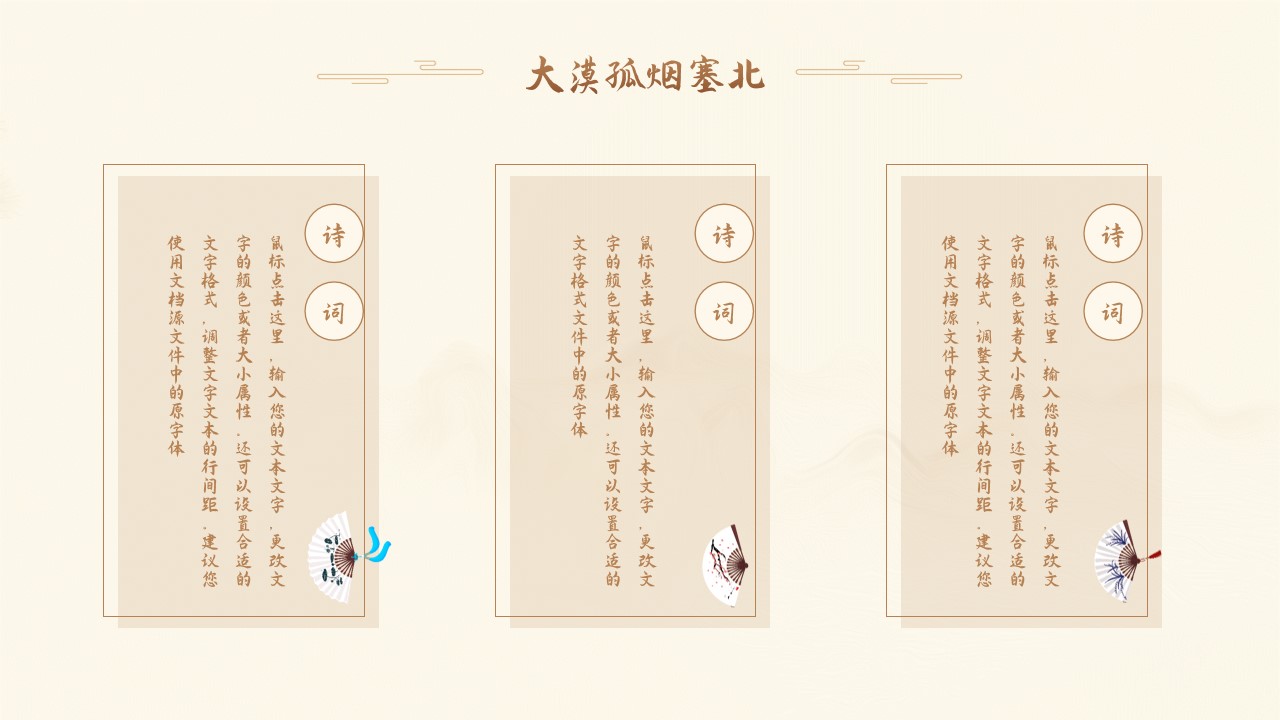 大漠孤烟塞北
诗
词
鼠标点击这里,输入您的文本文字,更改文
字的颜色或者大小属性。还可以设置合适的
文字格式,调整文字文本的行间距。建议您
使用文档源文件中的原字体
诗
词
鼠标点击这里,输入您的文本文字,更改文
字的颜色或者大小属性。还可以设置合适的
文字格式文件中的原字体
诗
词
鼠标点击这里,输入您的文本文字,更改文
字的颜色或者大小属性。还可以设置合适的
文字格式,调整文字文本的行间距。建议您
使用文档源文件中的原字体